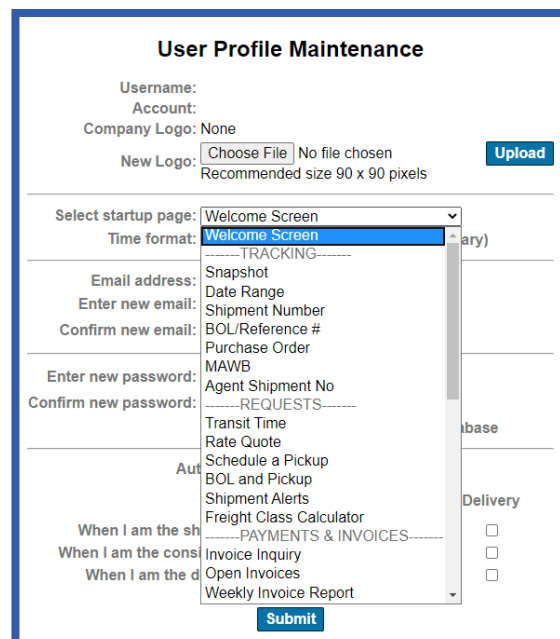 User Profile Maintenance
Username:
Account:
Company Logo: None
New Logo: Choose File No file chosen Upload
Recommended size 90 x 90 pixels
Select startup page: Welcome Screen
Time format: Welcome Screen ary)
-------TRACKING-------
Snapshot
Email address: Date Range
Enter new email: Shipment Number
Confirm new email: BOL/Reference #
Purchase Order
MAWB
Enter new password: Agent Shipment No
Confirm new password: -------REQUESTS-------
Transit Time abase
Rate Quote
Aut Schedule a Pickup
BOL and Pickup
Shipment Alerts Delivery
Freight Class Calculator
When I am the sh -------PAYMENTS & INVOICES-------
When I am the consi Invoice Inquiry
When I am the d Open Invoices
Weekly Invoice Report
Submit